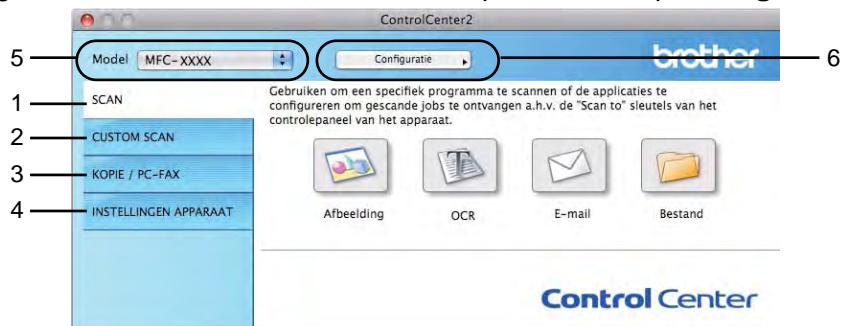 ControlCenter2
5
Model
MFC-XXXX
Configuratie
brother
6
1
SCAN
Gebruiken om een specifiek programma te scannen of de applicaties te
configureren om gescande jobs te ontvangen a.h.v. de "Scan to" sleutels van het
controlepaneel van het apparaat.
2
CUSTOM SCAN
3
KOPIE / PC-FAX
4
INSTELLINGEN APPARAAT
Afbeelding
OCR
E-mail
Bestand
Control Center